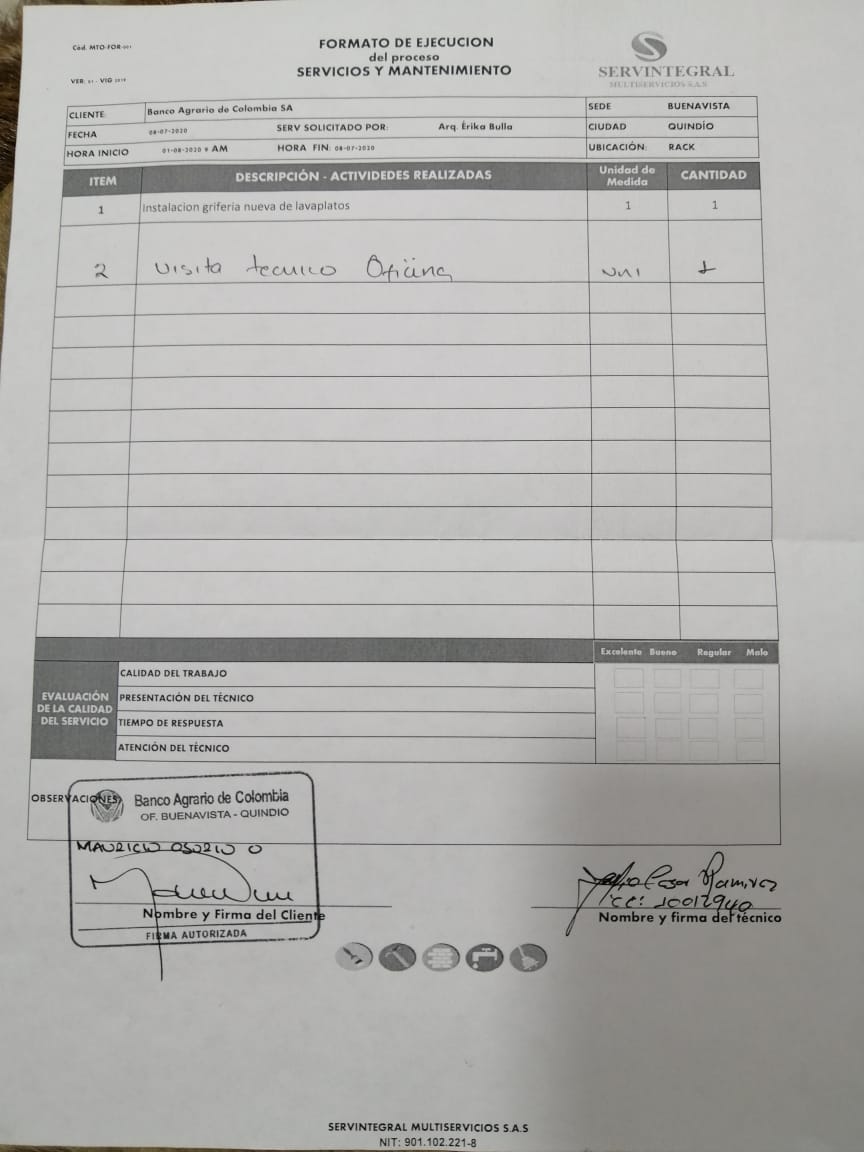 Cód. MTO-FOR-001
FORMATO DE EJECUCION
del proceso
SERVICIOS Y MANTENIMIENTO
VER: 01 - VIG 2019
SERVINTEGRAL
MULTISERVICIOS S.A.S
CLIENTE: Banco Agrario de Colombia SA SEDE BUENAVISTA
FECHA 08-07-2020 SERV SOLICITADO POR: Arq. Érika Bulla CIUDAD QUINDÍO
HORA INICIO 01-08-2020 9 AM HORA FIN: 08-07-2020 UBICACIÓN: RACK
ITEM DESCRIPCIÓN - ACTIVIDEDES REALIZADAS Unidad de Medida CANTIDAD
1 Instalacion griferia nueva de lavaplatos 1 1
2 visita tecnico Oficina uni 1
Excelente Bueno Regular Malo
EVALUACIÓN DE LA CALIDAD DEL SERVICIO
CALIDAD DEL TRABAJO
PRESENTACIÓN DEL TÉCNICO
TIEMPO DE RESPUESTA
ATENCIÓN DEL TÉCNICO
OBSERVACIONES
Banco Agrario de Colombia
OF. BUENAVISTA - QUINDIO
MAURICIO OSORIO O
Nombre y Firma del Cliente
FIRMA AUTORIZADA
Cesar Ramirez
CC: 10012940
Nombre y firma del técnico
SERVINTEGRAL MULTISERVICIOS S.A.S
NIT: 901.102.221-8